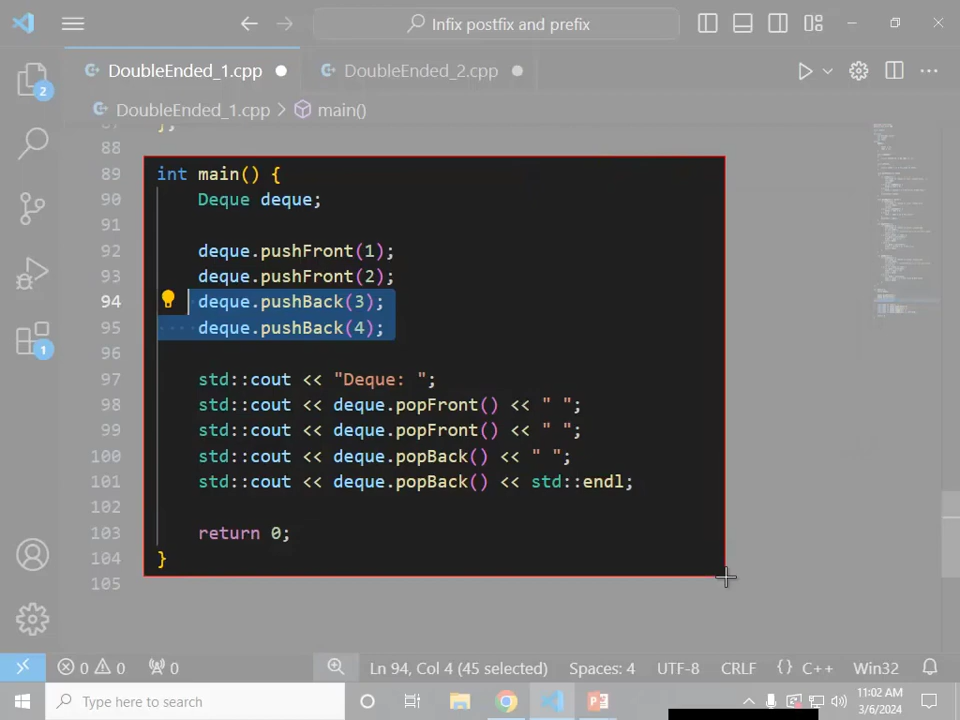 Infix postfix and prefix
DoubleEnded_1.cpp
DoubleEnded_2.cpp
DoubleEnded_1.cpp > main()
};
88
89 int main() {
90 Deque deque;
91
92 deque.pushFront(1);
93 deque.pushFront(2);
94 deque.pushBack(3);
95 deque.pushBack(4);
96
97 std::cout << "Deque: ";
98 std::cout << deque.popFront() << " ";
99 std::cout << deque.popFront() << " ";
100 std::cout << deque.popBack() << " ";
101 std::cout << deque.popBack() << std::endl;
102
103 return 0;
104 }
105
2
1
0 0 0 Ln 94, Col 4 (45 selected) Spaces: 4 UTF-8 CRLF {} C++ Win32
Type here to search
11:02 AM
3/6/2024